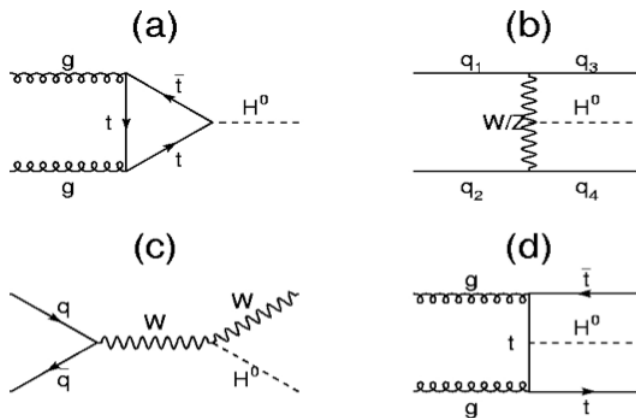 (a)
g
t̄
H⁰
t
t
g
(b)
q₁
q₃
W/Z
H⁰
q₂
q₄
(c)
q
W
W
q̄
H⁰
(d)
g
t̄
t
H⁰
g
t